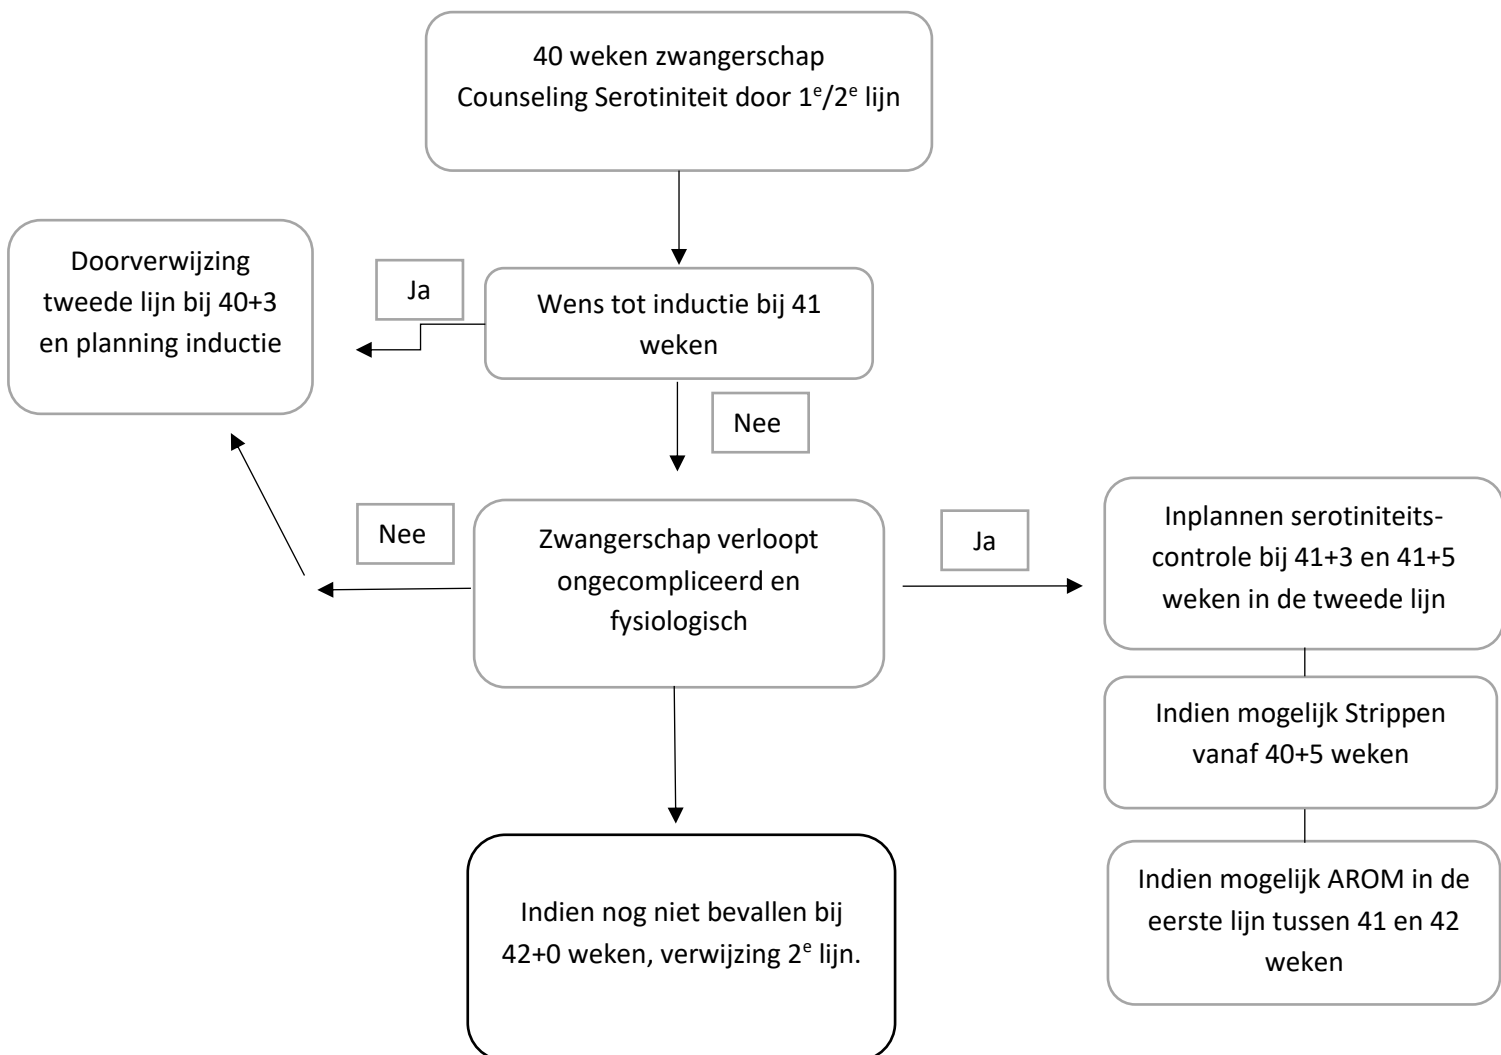 40 weken zwangerschap
Counseling Serotiniteit door 1e/2e lijn
Doorverwijzing
tweede lijn bij 40+3
en planning inductie
Ja
Wens tot inductie bij 41
weken
Nee
Nee
Zwangerschap verloopt
ongecompliceerd en
fysiologisch
Ja
Inplannen serotiniteits-
controle bij 41+3 en 41+5
weken in de tweede lijn
Indien mogelijk Strippen
vanaf 40+5 weken
Indien mogelijk AROM in de
eerste lijn tussen 41 en 42
weken
Indien nog niet bevallen bij
42+0 weken, verwijzing 2e lijn.